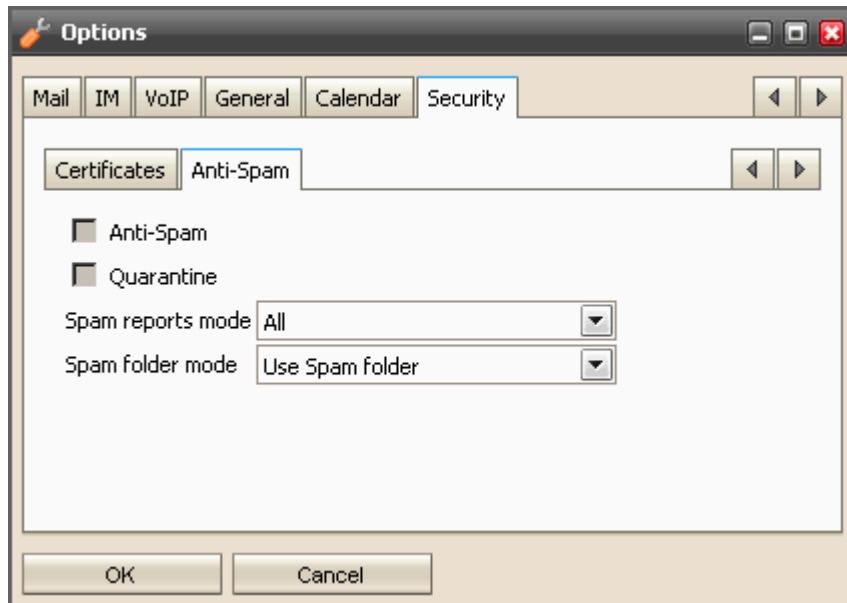 Options
Mail IM VoIP General Calendar Security
Certificates Anti-Spam
Anti-Spam
Quarantine
Spam reports mode All
Spam folder mode Use Spam folder
OK Cancel